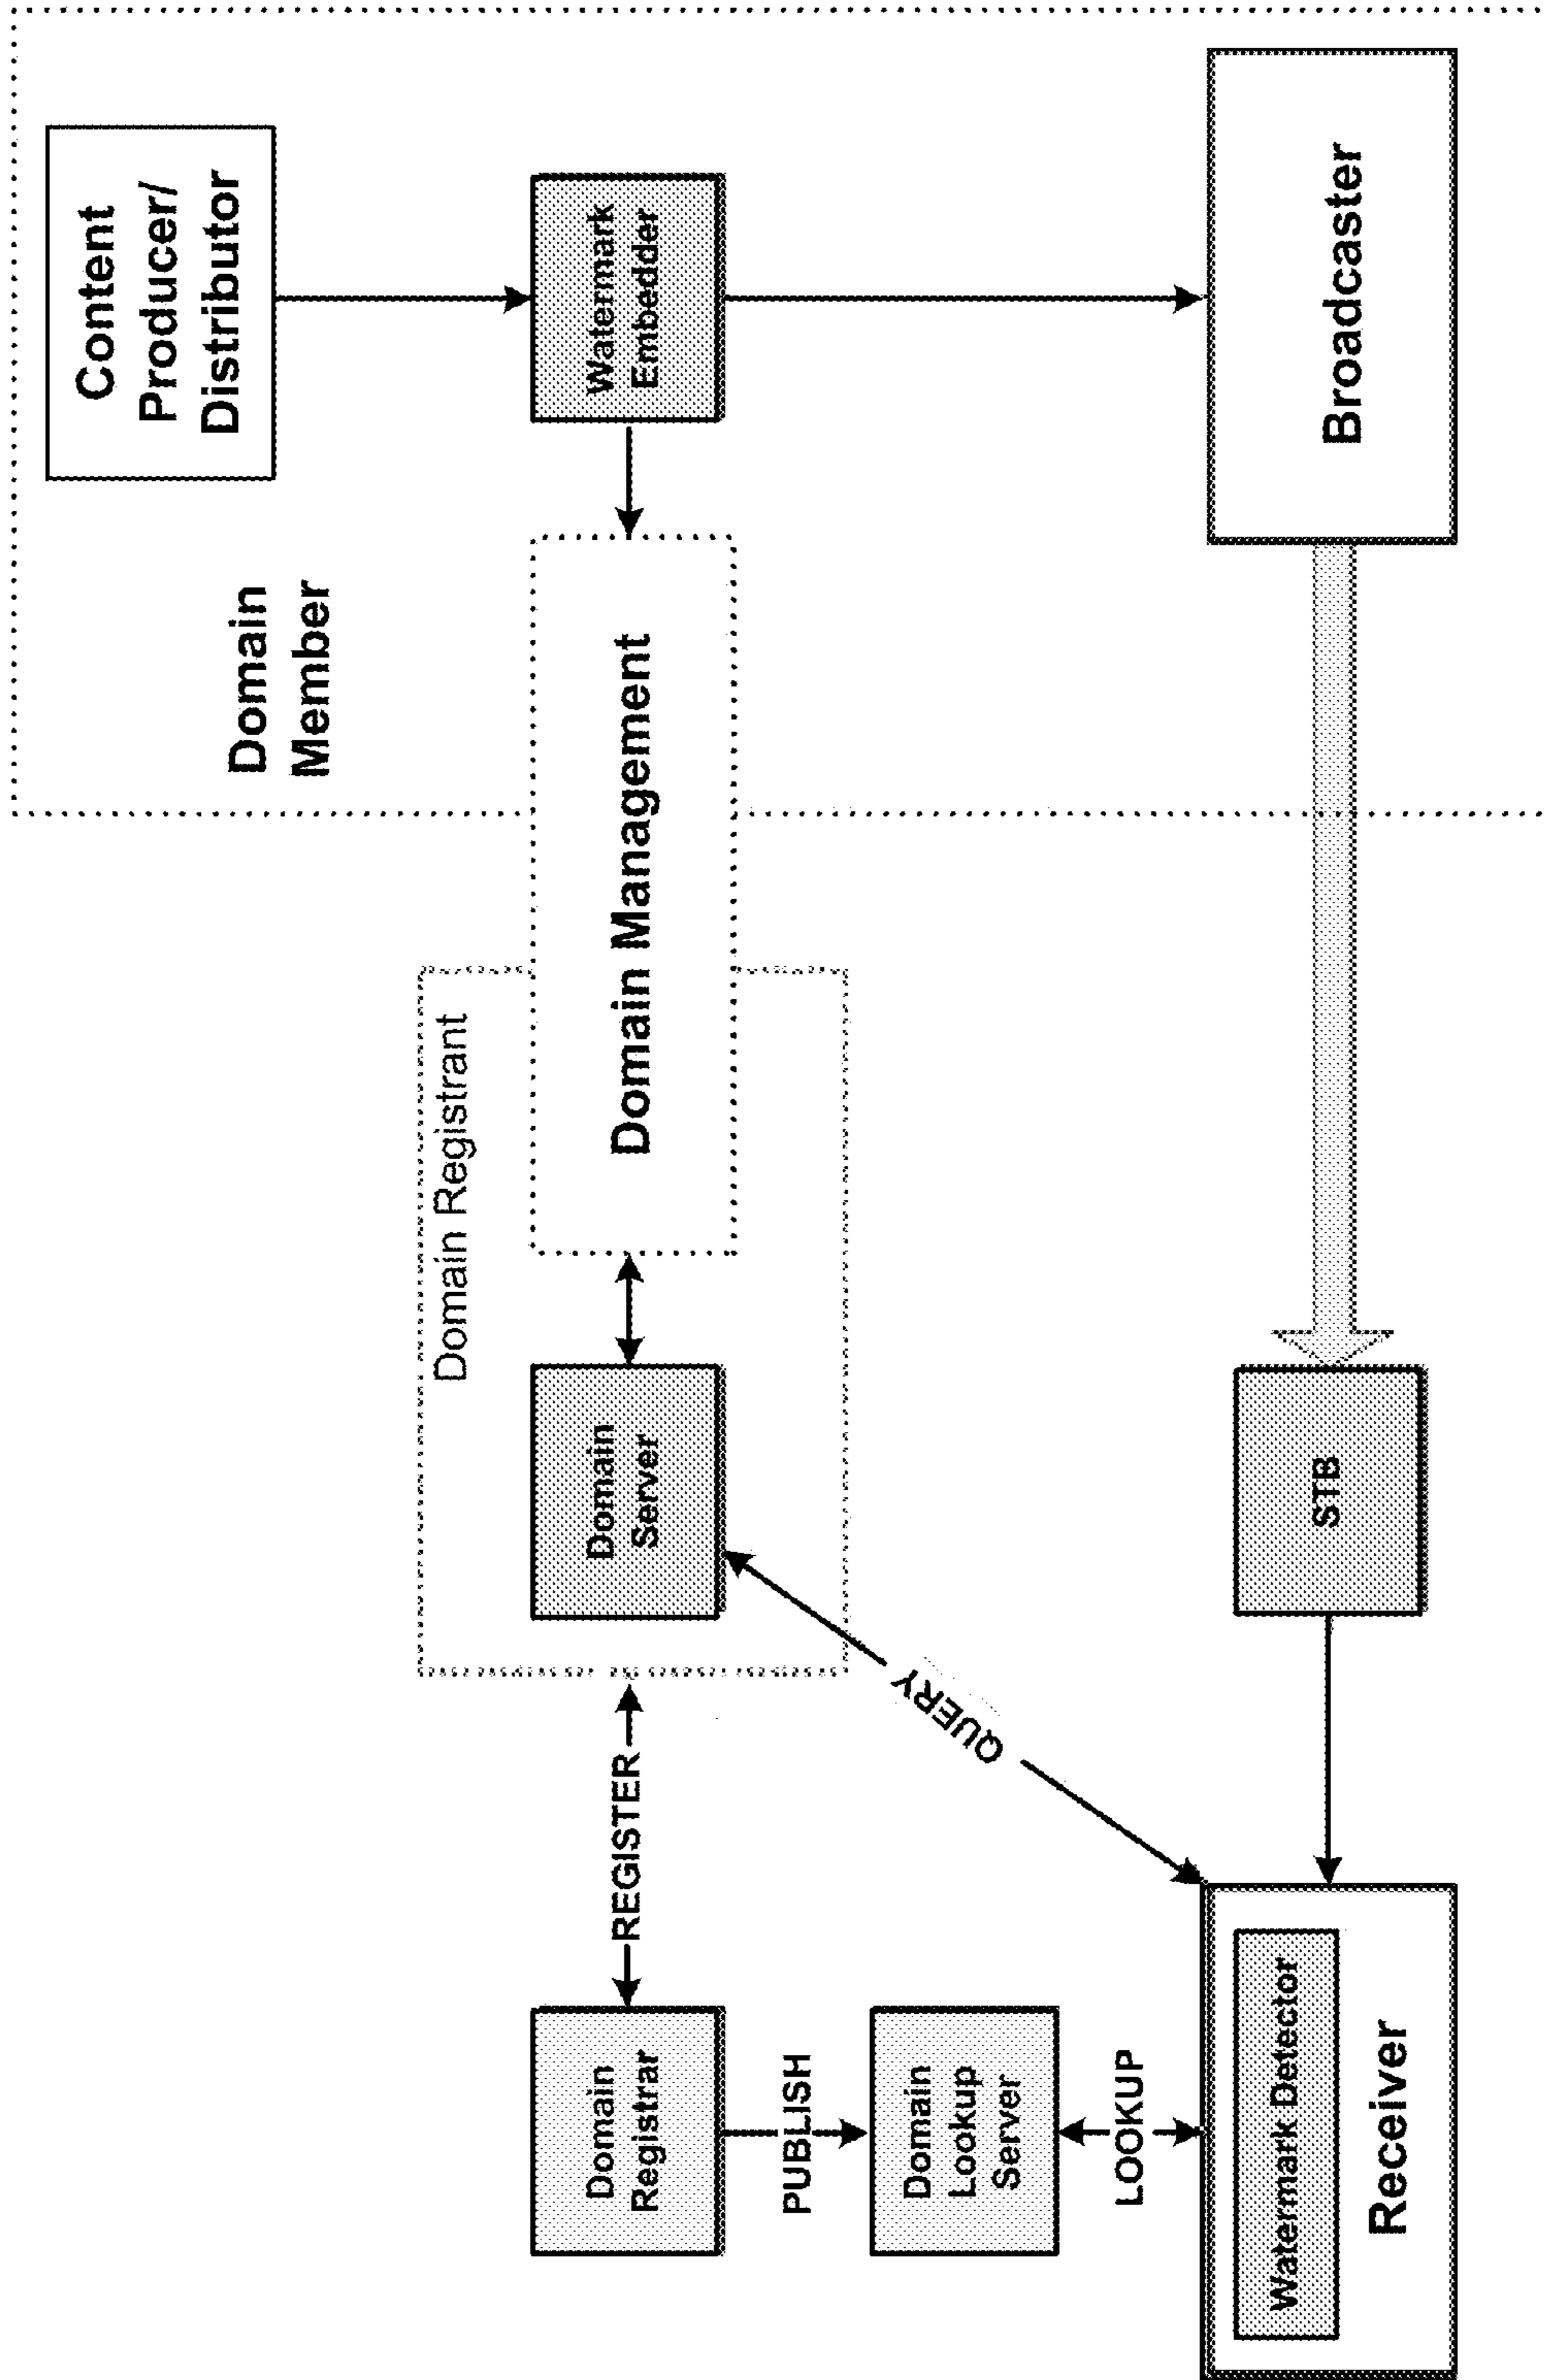 Content
Producer/
Distributor
Domain
Member
Watermark
Embedder
Domain Management
Domain Registrant
Domain
Server
REGISTER
Domain
Registrar
PUBLISH
Domain
Lookup
Server
LOOKUP
QUERY
Broadcaster
STB
Watermark Detector
Receiver